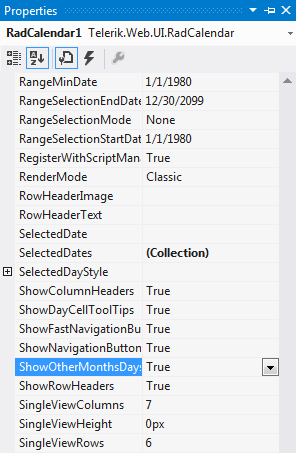 Properties
RadCalendar1 Telerik.Web.UI.RadCalendar
RangeMinDate 1/1/1980
RangeSelectionEndDate 12/30/2099
RangeSelectionMode None
RangeSelectionStartDat 1/1/1980
RegisterWithScriptMan True
RenderMode Classic
RowHeaderImage
RowHeaderText
SelectedDate
SelectedDates (Collection)
SelectedDayStyle
ShowColumnHeaders True
ShowDayCellToolTips True
ShowFastNavigationBu True
ShowNavigationButton True
ShowOtherMonthsDays True
ShowRowHeaders True
SingleViewColumns 7
SingleViewHeight 0px
SingleViewRows 6